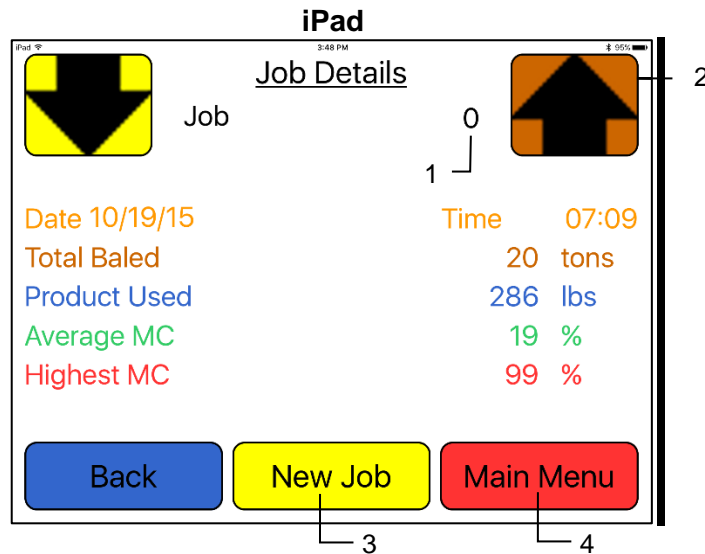 iPad
iPad 3:48 PM 95%
Job Details
2
Job 0
1
Date 10/19/15 Time 07:09
Total Baled 20 tons
Product Used 286 lbs
Average MC 19 %
Highest MC 99 %
Back New Job Main Menu
3 4